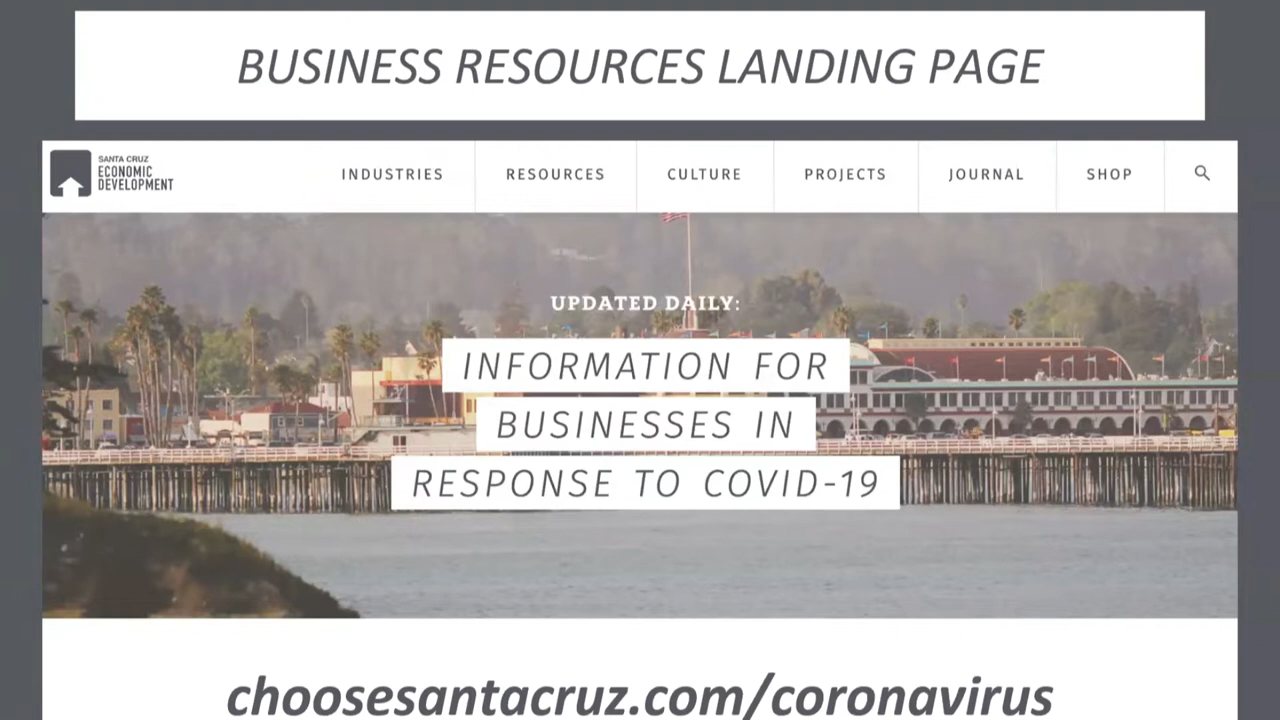 BUSINESS RESOURCES LANDING PAGE
SANTA CRUZ
ECONOMIC
DEVELOPMENT
INDUSTRIES
RESOURCES
CULTURE
PROJECTS
JOURNAL
SHOP
UPDATED DAILY:
INFORMATION FOR
BUSINESSES IN
RESPONSE TO COVID-19
choosesantacruz.com/coronavirus